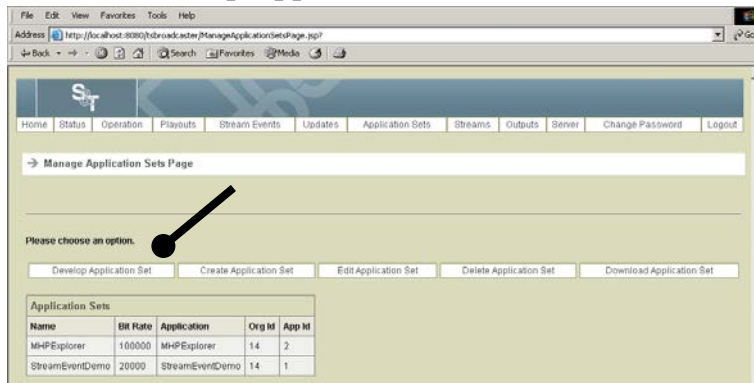 File Edit View Favorites Tools Help
Address http://localhost:8080/tsbroadcaster/ManageApplicationSetsPage.jsp? Go
Back Search Favorites Media
S&T
Home Status Operation Playouts Stream Events Updates Application Sets Streams Outputs Server Change Password Logout
Manage Application Sets Page
Please choose an option.
Develop Application Set Create Application Set Edit Application Set Delete Application Set Download Application Set
Application Sets
Name Bit Rate Application Org Id App Id
MHPExplorer 100000 MHPExplorer 14 2
StreamEventDemo 20000 StreamEventDemo 14 1